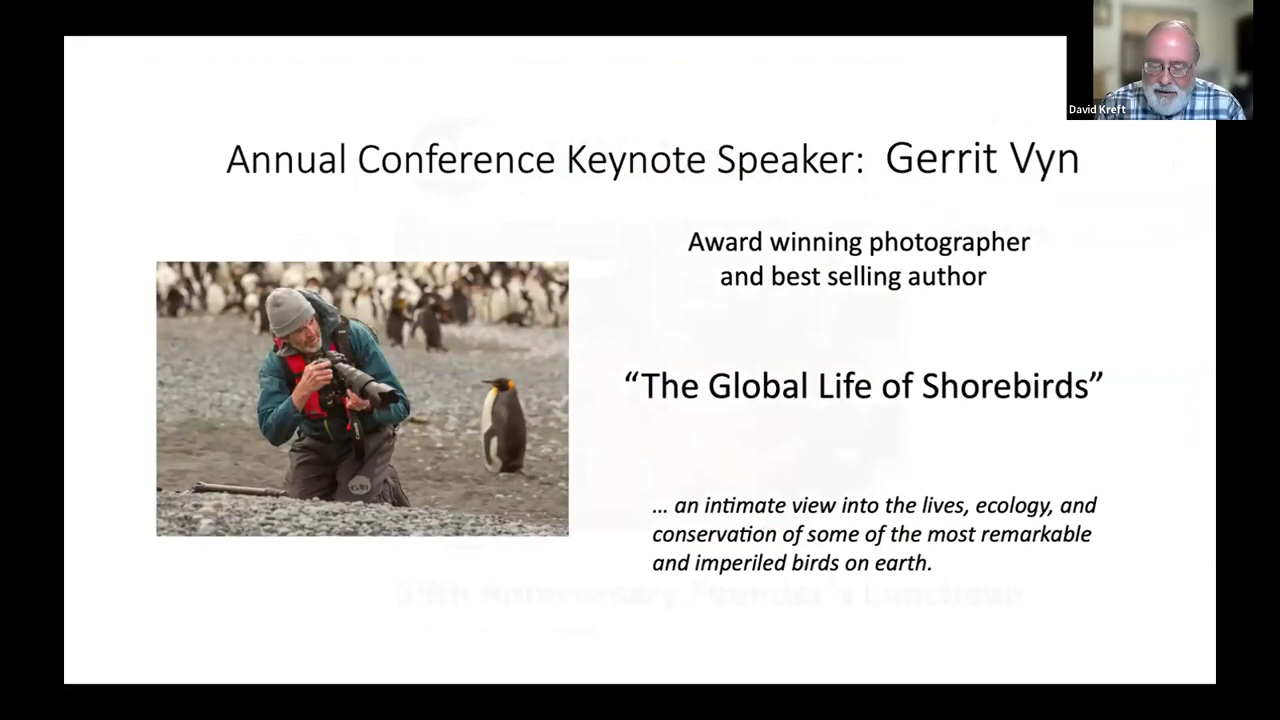 David Kreft
Annual Conference Keynote Speaker: Gerrit Vyn
Award winning photographer
and best selling author
“The Global Life of Shorebirds”
... an intimate view into the lives, ecology, and
conservation of some of the most remarkable
and imperiled birds on earth.